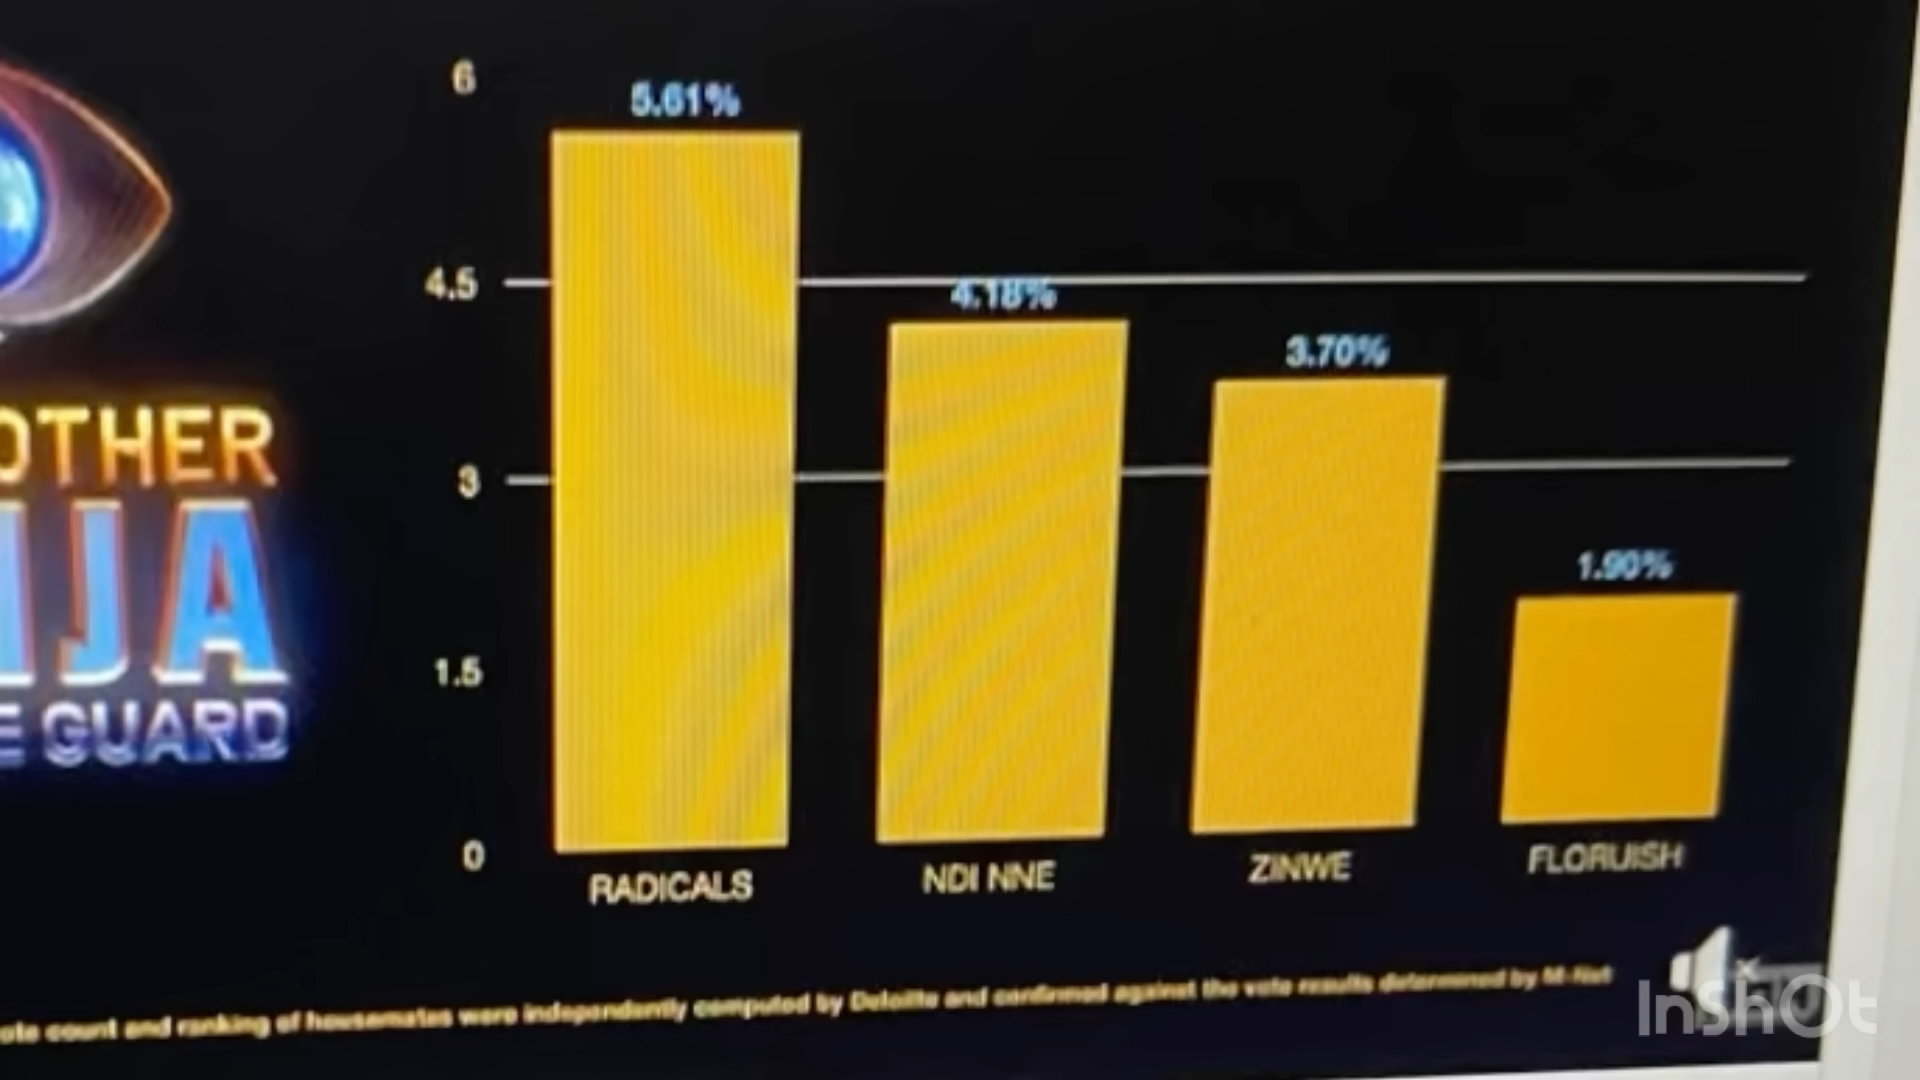 6
5.61%
4.5
4.18%
3.70%
3
1.90%
1.5
0
RADICALS
NDI NNE
ZINWE
FLORUISH
OTHER
IJA
E GUARD
ote count and ranking of housemates were independently computed by Deloitte and confirmed against the vote results determined by M-Net
InShOt